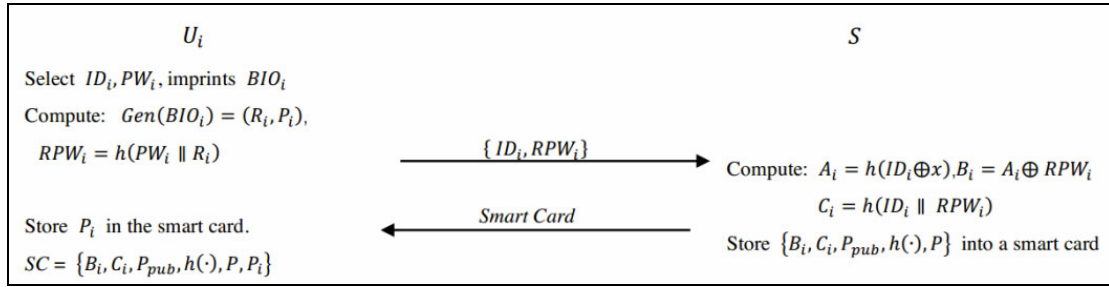 U_i
S
Select ID_i, PW_i, imprints BIO_i
Compute: Gen(BIO_i) = (R_i, P_i),
RPW_i = h(PW_i ∥ R_i)
{ID_i, RPW_i}
Compute: A_i = h(ID_i⊕x), B_i = A_i⊕ RPW_i
C_i = h(ID_i ∥ RPW_i)
Smart Card
Store P_i in the smart card.
Store {B_i, C_i, P_pub, h(·), P} into a smart card
SC = {B_i, C_i, P_pub, h(·), P, P_i}